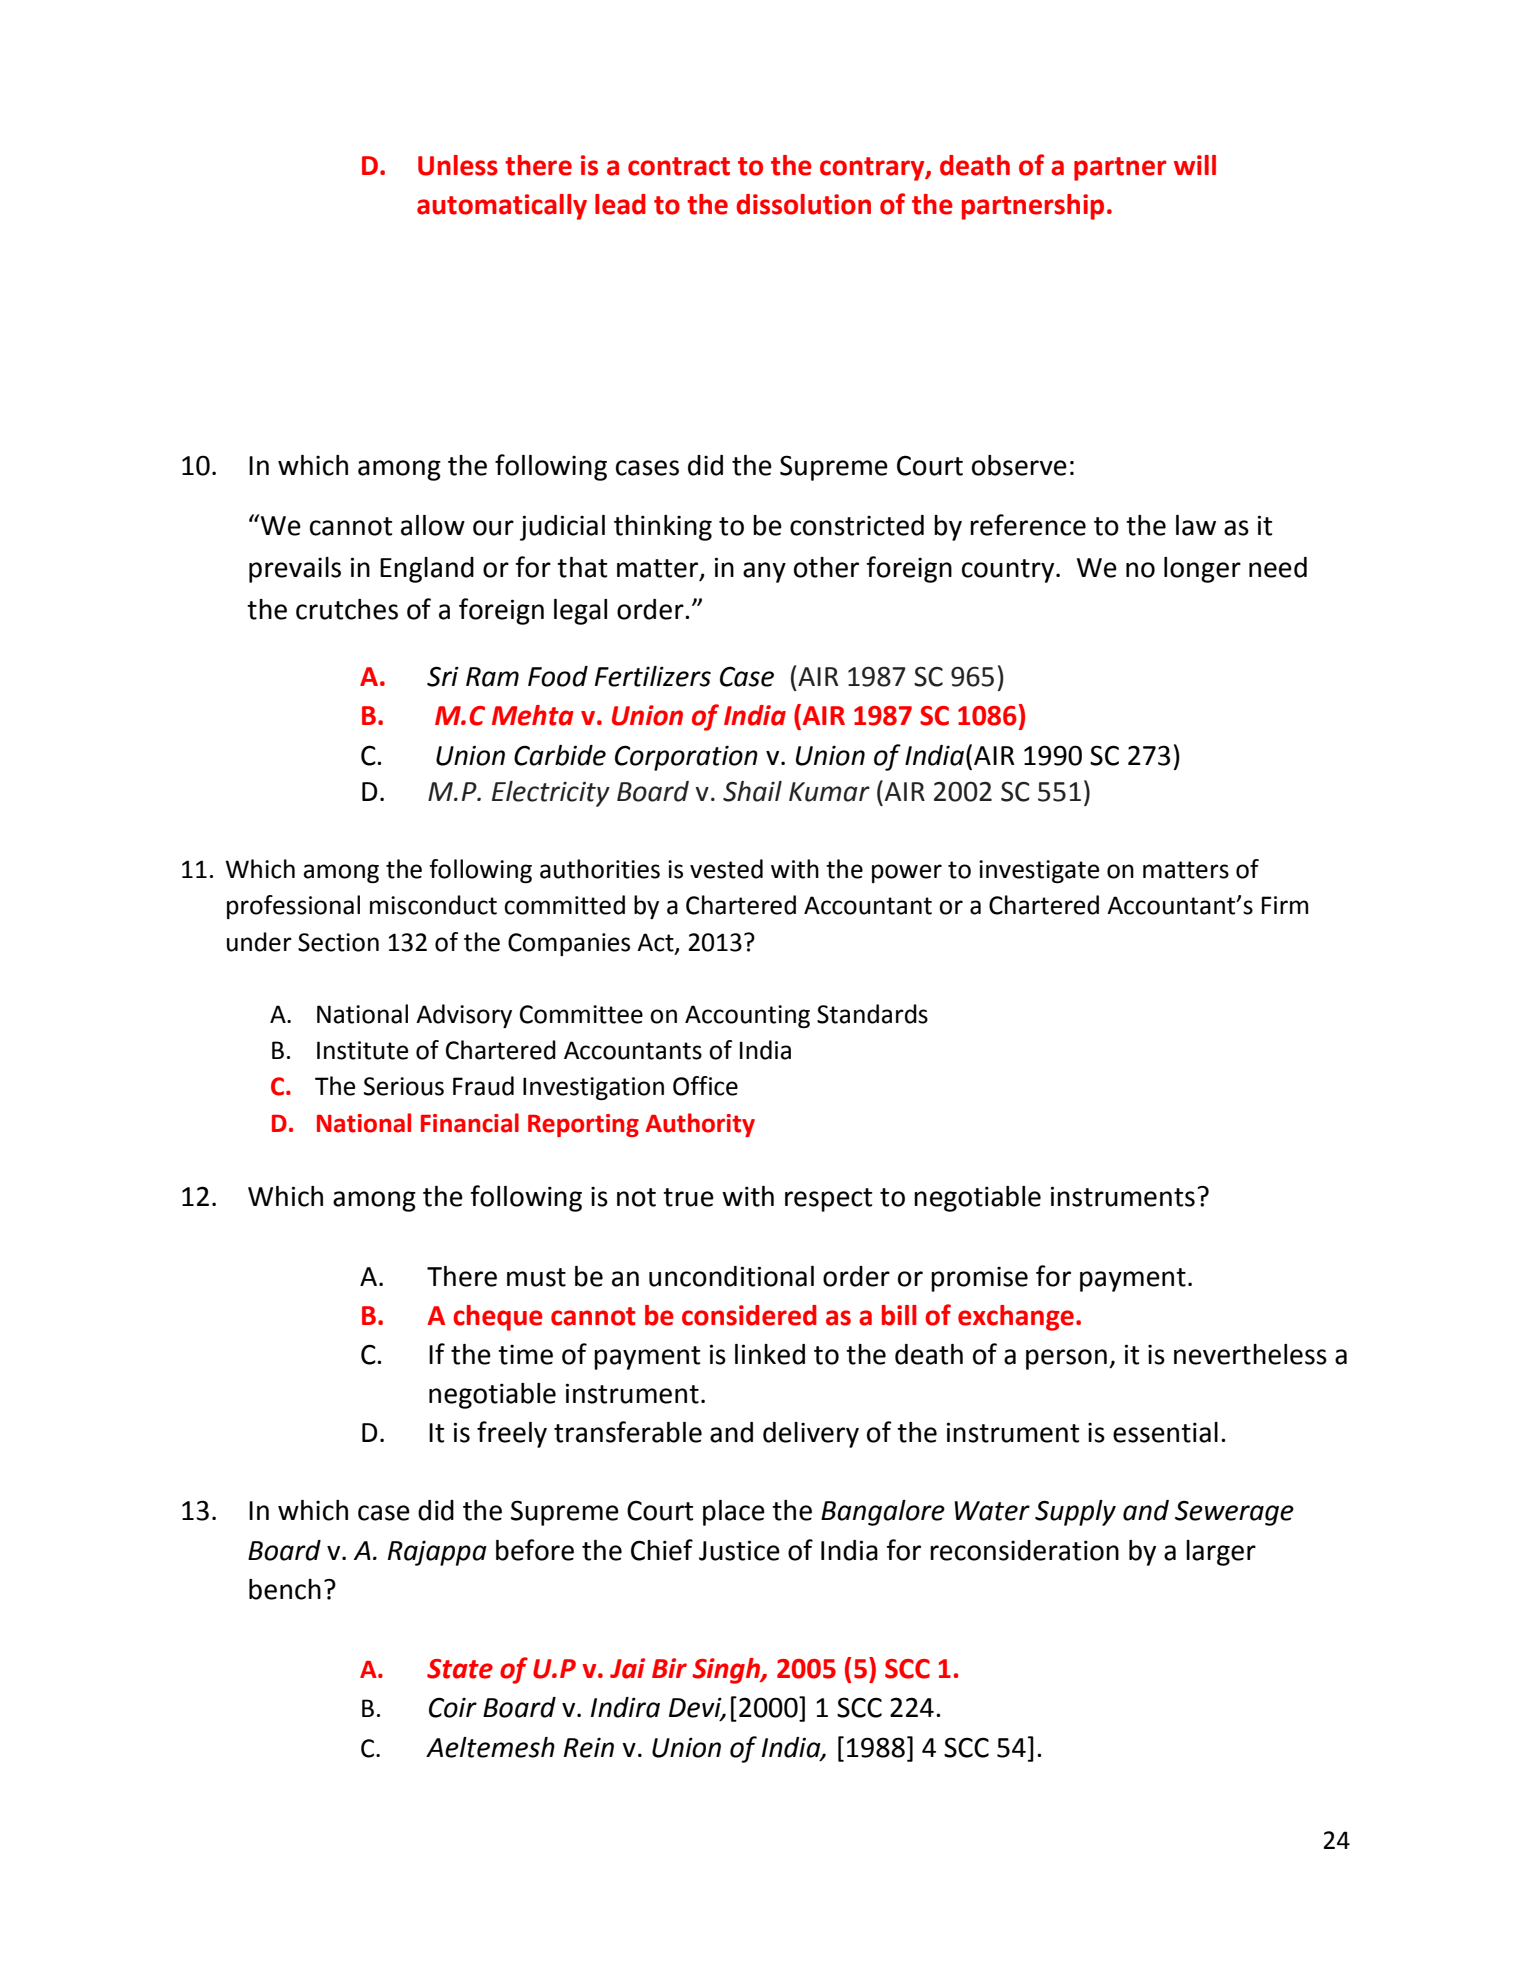 D. Unless there is a contract to the contrary, death of a partner will
automatically lead to the dissolution of the partnership.
10. In which among the following cases did the Supreme Court observe:
“We cannot allow our judicial thinking to be constricted by reference to the law as it
prevails in England or for that matter, in any other foreign country.  We no longer need
the crutches of a foreign legal order.”
A. Sri Ram Food Fertilizers Case  (AIR 1987 SC 965)
B. M.C Mehta v. Union of India (AIR 1987 SC 1086)
C. Union Carbide Corporation v. Union of India(AIR 1990 SC 273)
D. M.P. Electricity Board v. Shail Kumar (AIR 2002 SC 551)
11. Which among the following authorities is vested with the power to investigate on matters of
professional misconduct committed by a Chartered Accountant or a Chartered Accountant’s Firm
under Section 132 of the Companies Act, 2013?
A. National Advisory Committee on Accounting Standards
B. Institute of Chartered Accountants of India
C. The Serious Fraud Investigation Office
D. National Financial Reporting Authority
12. Which among the following is not true with respect to negotiable instruments?
A. There must be an unconditional order or promise for payment.
B. A cheque cannot be considered as a bill of exchange.
C. If the time of payment is linked to the death of a person, it is nevertheless a
negotiable instrument.
D. It is freely transferable and delivery of the instrument is essential.
13. In which case did the Supreme Court place the Bangalore Water Supply and Sewerage
Board v. A. Rajappa before the Chief Justice of India for reconsideration by a larger
bench?
A. State of U.P v. Jai Bir Singh, 2005 (5) SCC 1.
B. Coir Board v. Indira Devi,[2000] 1 SCC 224.
C. Aeltemesh Rein v. Union of India, [1988] 4 SCC 54].
24